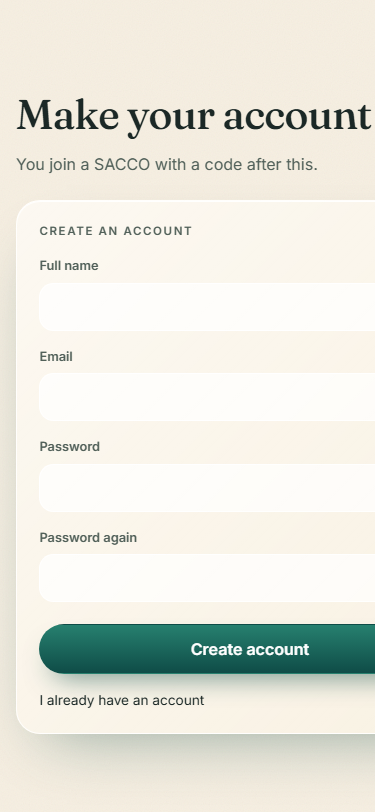 Make your account
You join a SACCO with a code after this.
CREATE AN ACCOUNT
Full name
Email
Password
Password again
Create account
I already have an account